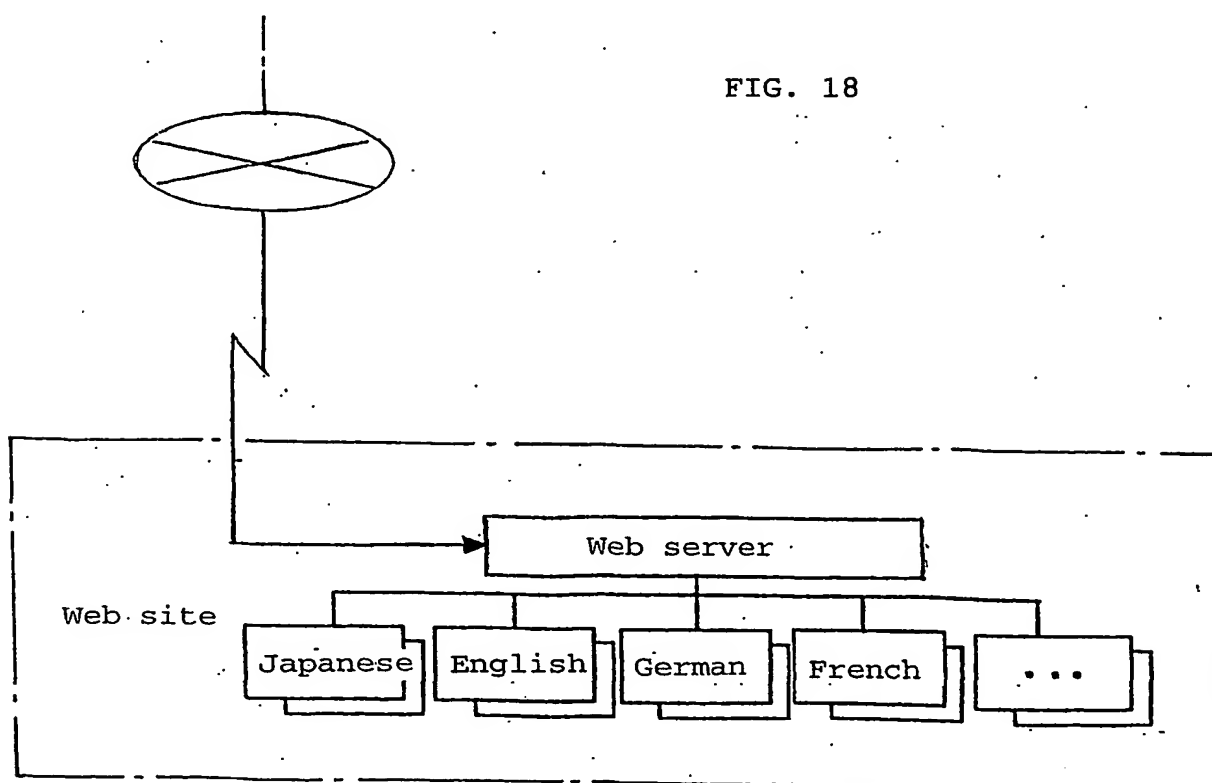 FIG. 18
Web server
Web site
Japanese
English
German
French
...